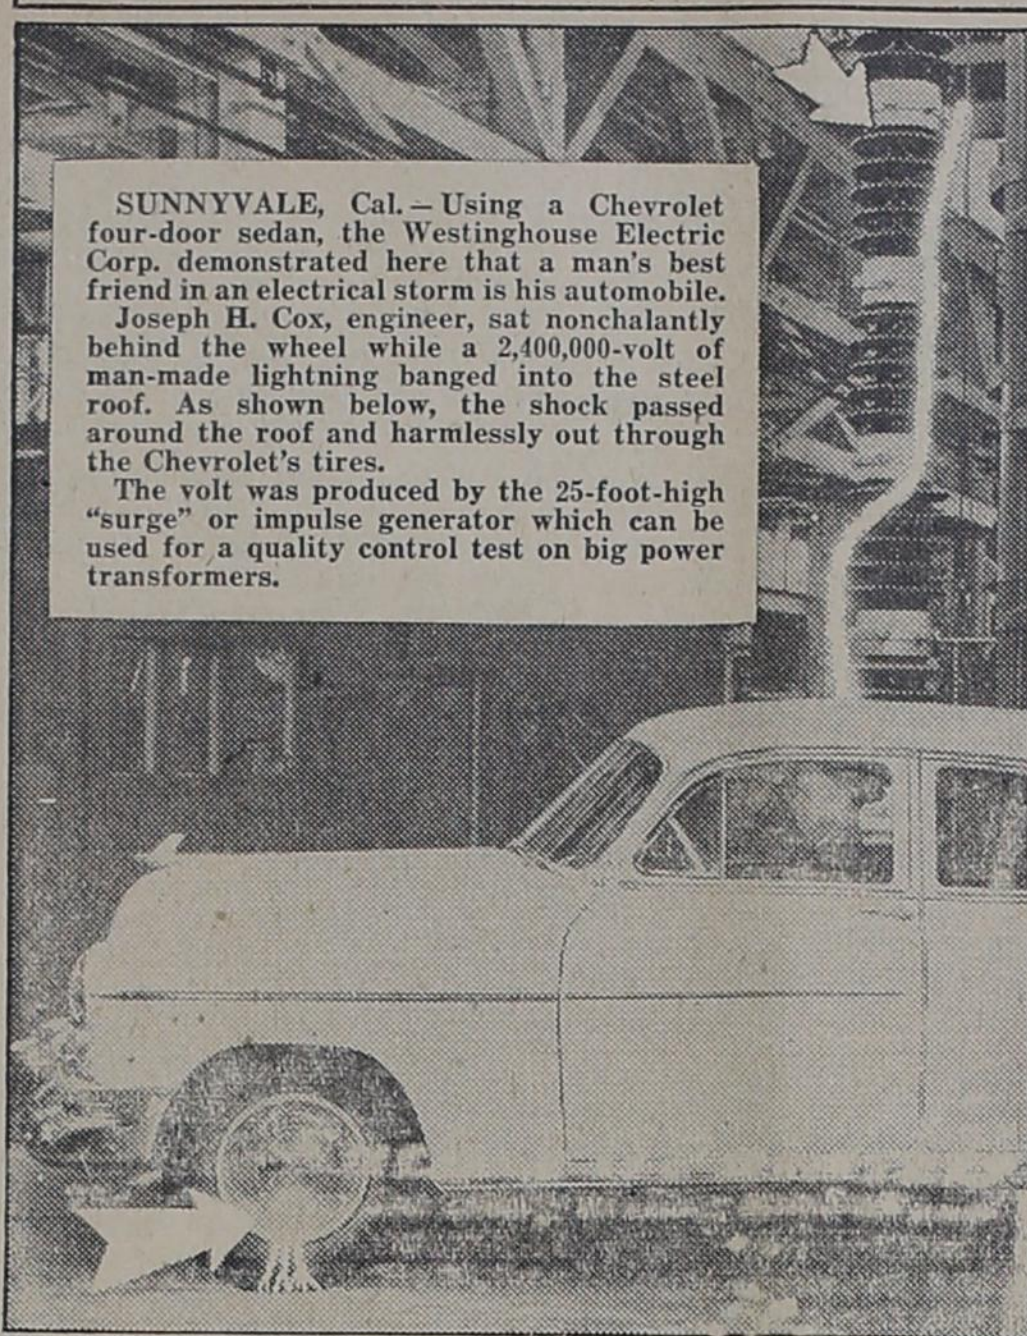 SUNNYVALE, Cal. — Using a Chevrolet
four-door sedan, the Westinghouse Electric
Corp. demonstrated here that a man's best
friend in an electrical storm is his automobile.
Joseph H. Cox, engineer, sat nonchalantly
behind the wheel while a 2,400,000-volt of
man-made lightning banged into the steel
roof. As shown below, the shock passed
around the roof and harmlessly out through
the Chevrolet's tires.
The volt was produced by the 25-foot-high
“surge” or impulse generator which can be
used for a quality control test on big power
transformers.